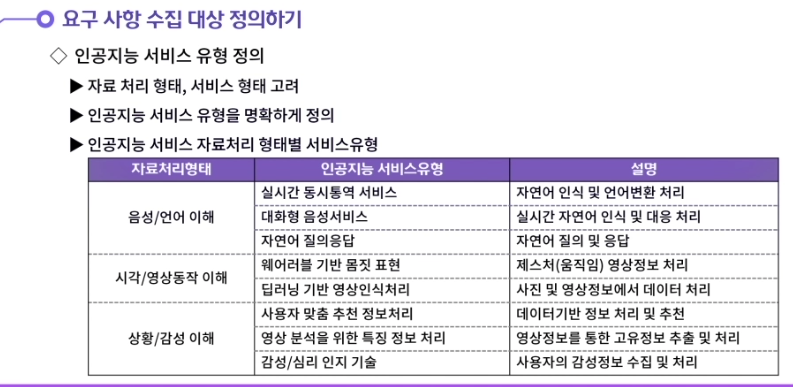 요구 사항 수집 대상 정의하기
◇ 인공지능 서비스 유형 정의
▶ 자료 처리 형태, 서비스 형태 고려
▶ 인공지능 서비스 유형을 명확하게 정의
▶ 인공지능 서비스 자료처리 형태별 서비스유형
자료처리형태 인공지능 서비스유형 설명
음성/언어 이해
실시간 동시통역 서비스 자연어 인식 및 언어변환 처리
대화형 음성서비스 실시간 자연어 인식 및 대응 처리
자연어 질의응답 자연어 질의 및 응답
시각/영상동작 이해
웨어러블 기반 몸짓 표현 제스처(움직임) 영상정보 처리
딥러닝 기반 영상인식처리 사진 및 영상정보에서 데이터 처리
상황/감성 이해
사용자 맞춤 추천 정보처리 데이터기반 정보 처리 및 추천
영상 분석을 위한 특징 정보 처리 영상정보를 통한 고유정보 추출 및 처리
감성/심리 인지 기술 사용자의 감성정보 수집 및 처리